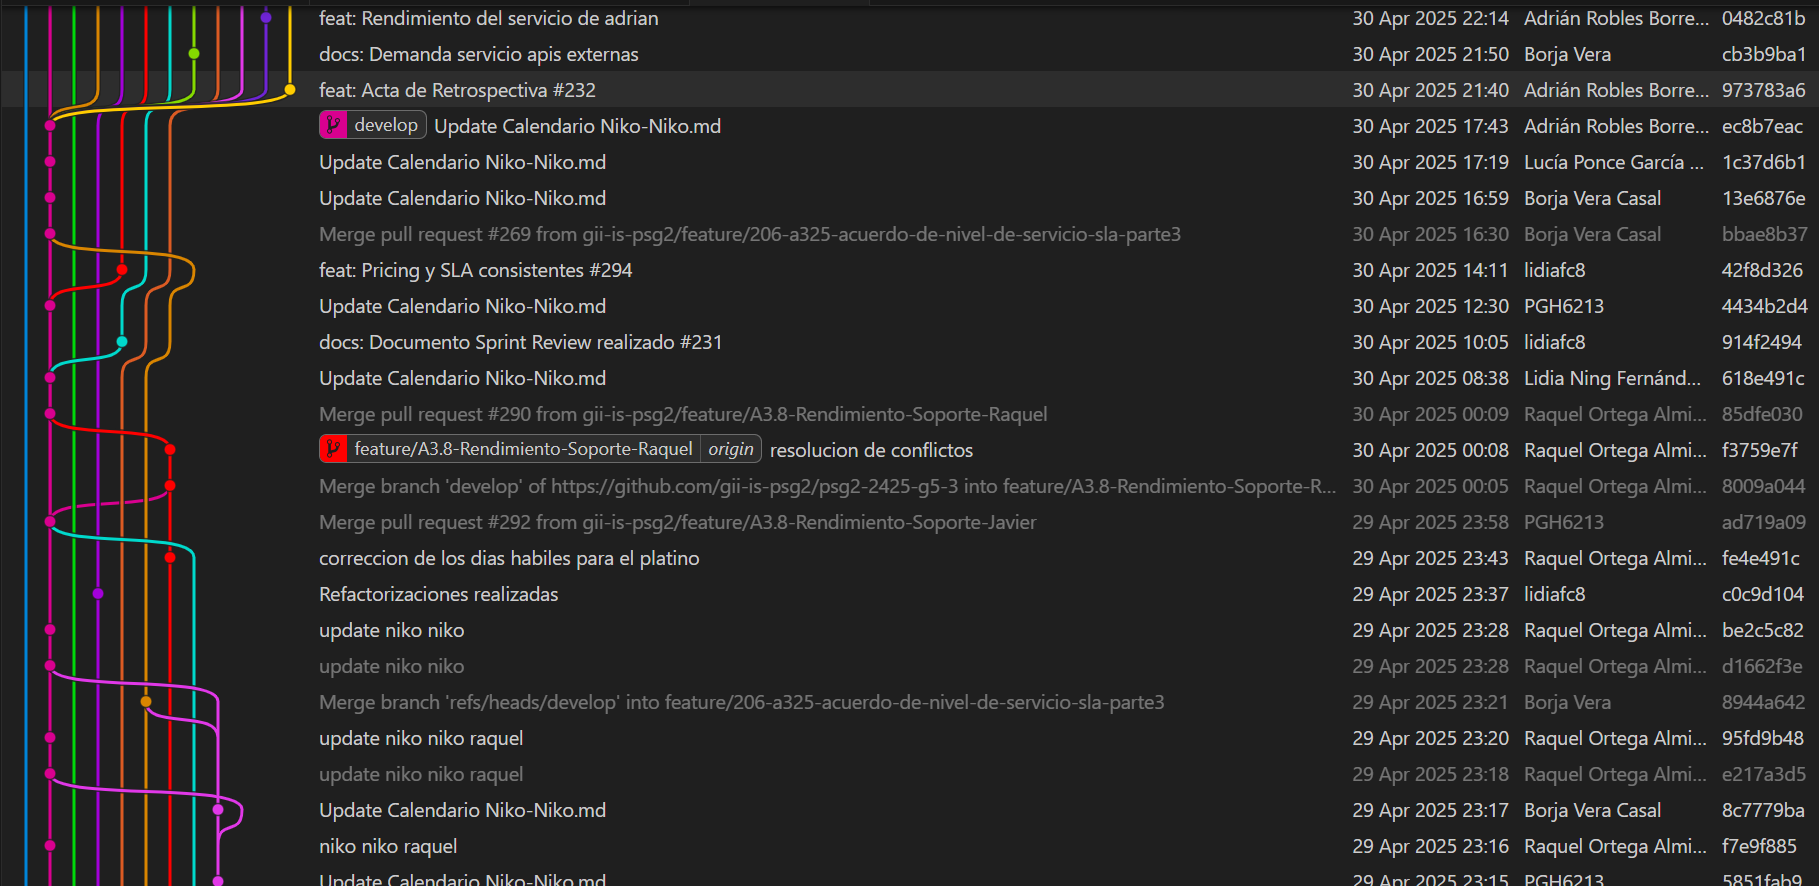 feat: Rendimiento del servicio de adrian 30 Apr 2025 22:14 Adrián Robles Borre... 0482c81b
docs: Demanda servicio apis externas 30 Apr 2025 21:50 Borja Vera cb3b9ba1
feat: Acta de Retrospectiva #232 30 Apr 2025 21:40 Adrián Robles Borre... 973783a6
develop Update Calendario Niko-Niko.md 30 Apr 2025 17:43 Adrián Robles Borre... ec8b7eac
Update Calendario Niko-Niko.md 30 Apr 2025 17:19 Lucía Ponce García ... 1c37d6b1
Update Calendario Niko-Niko.md 30 Apr 2025 16:59 Borja Vera Casal 13e6876e
Merge pull request #269 from gii-is-psg2/feature/206-a325-acuerdo-de-nivel-de-servicio-sla-parte3 30 Apr 2025 16:30 Borja Vera Casal bbae8b37
feat: Pricing y SLA consistentes #294 30 Apr 2025 14:11 lidiafc8 42f8d326
Update Calendario Niko-Niko.md 30 Apr 2025 12:30 PGH6213 4434b2d4
docs: Documento Sprint Review realizado #231 30 Apr 2025 10:05 lidiafc8 914f2494
Update Calendario Niko-Niko.md 30 Apr 2025 08:38 Lidia Ning Fernánd... 618e491c
Merge pull request #290 from gii-is-psg2/feature/A3.8-Rendimiento-Soporte-Raquel 30 Apr 2025 00:09 Raquel Ortega Almi... 85dfe030
feature/A3.8-Rendimiento-Soporte-Raquel origin resolucion de conflictos 30 Apr 2025 00:08 Raquel Ortega Almi... f3759e7f
Merge branch 'develop' of https://github.com/gii-is-psg2/psg2-2425-g5-3 into feature/A3.8-Rendimiento-Soporte-R... 30 Apr 2025 00:05 Raquel Ortega Almi... 8009a044
Merge pull request #292 from gii-is-psg2/feature/A3.8-Rendimiento-Soporte-Javier 29 Apr 2025 23:58 PGH6213 ad719a09
correccion de los dias habiles para el platino 29 Apr 2025 23:43 Raquel Ortega Almi... fe4e491c
Refactorizaciones realizadas 29 Apr 2025 23:37 lidiafc8 c0c9d104
update niko niko 29 Apr 2025 23:28 Raquel Ortega Almi... be2c5c82
update niko niko 29 Apr 2025 23:28 Raquel Ortega Almi... d1662f3e
Merge branch 'refs/heads/develop' into feature/206-a325-acuerdo-de-nivel-de-servicio-sla-parte3 29 Apr 2025 23:21 Borja Vera 8944a642
update niko niko raquel 29 Apr 2025 23:20 Raquel Ortega Almi... 95fd9b48
update niko niko raquel 29 Apr 2025 23:18 Raquel Ortega Almi... e217a3d5
Update Calendario Niko-Niko.md 29 Apr 2025 23:17 Borja Vera Casal 8c7779ba
niko niko raquel 29 Apr 2025 23:16 Raquel Ortega Almi... f7e9f885
Update Calendario Niko-Niko.md 29 Apr 2025 23:15 PGH6213 5851fab9